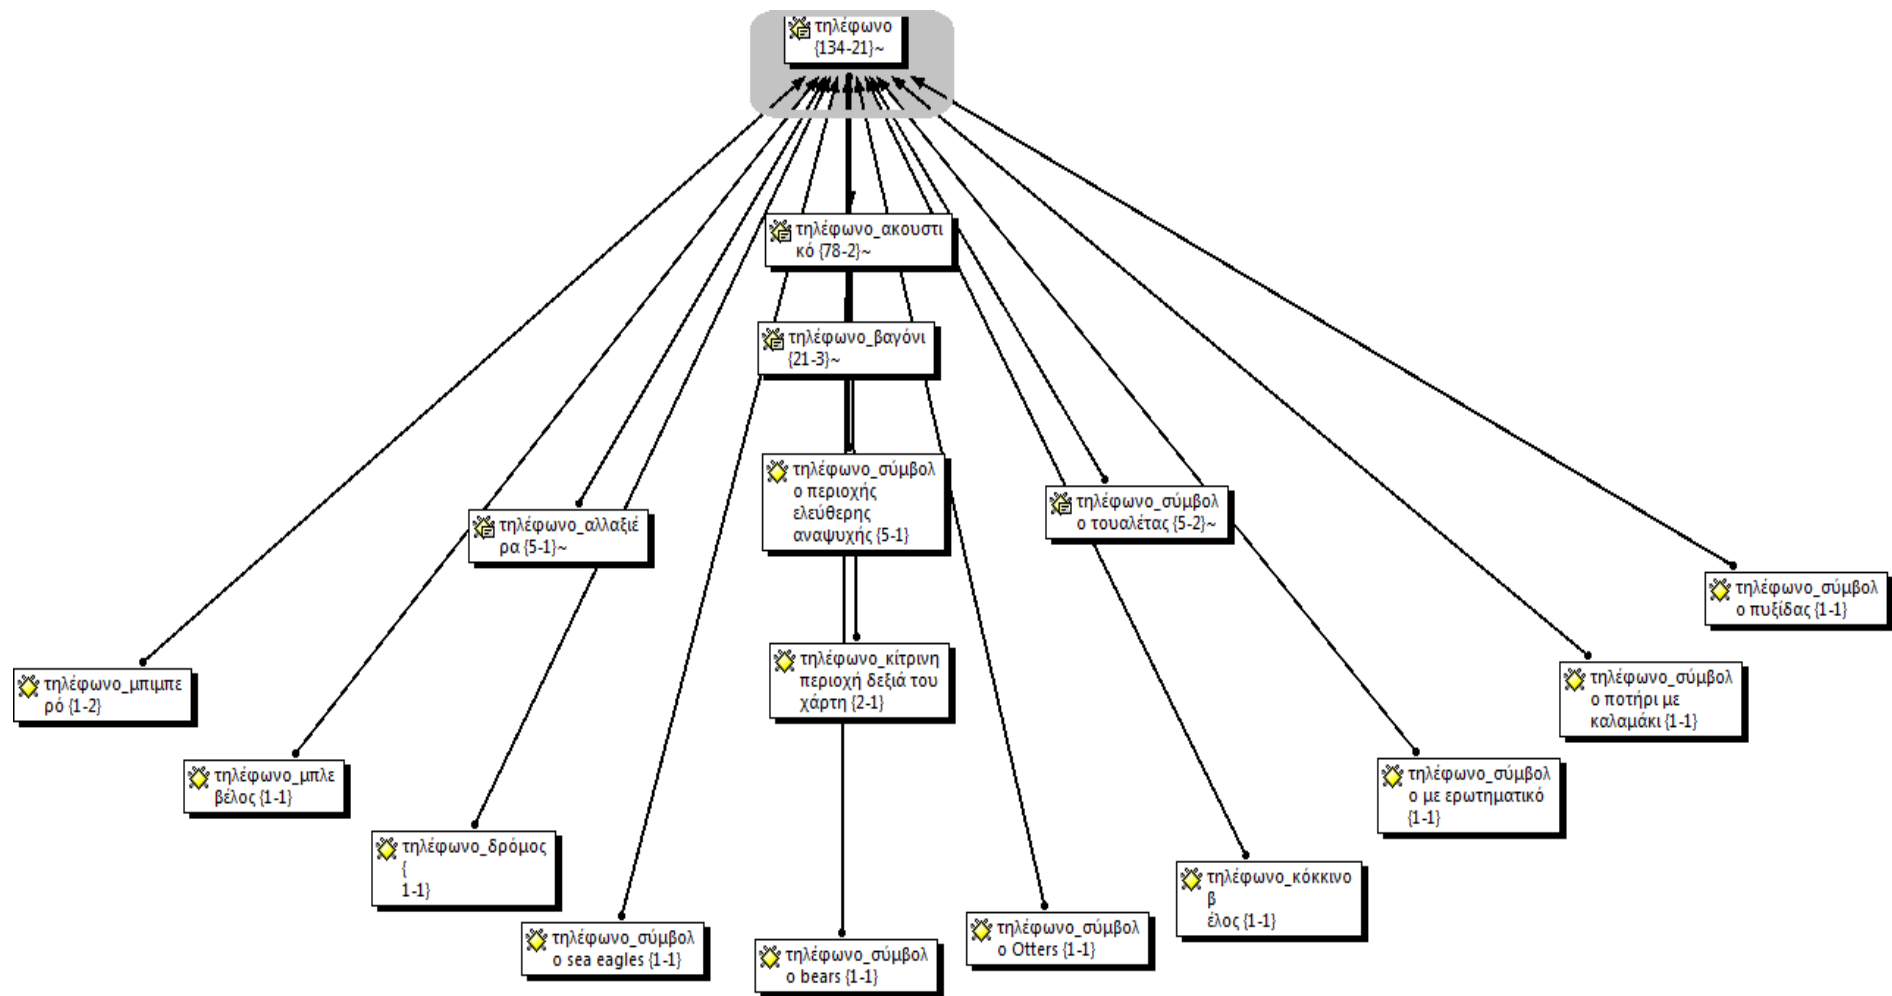 τηλέφωνο
{134-21}~
τηλέφωνο_ακουστι
κό {78-2}~
τηλέφωνο_βαγόνι
{21-3}~
τηλέφωνο_σύμβολ
ο περιοχής
ελεύθερης
αναψυχής {5-1}
τηλέφωνο_σύμβολ
ο τουαλέτας {5-2}~
τηλέφωνο_αλλαξιέ
ρα {5-1}~
τηλέφωνο_σύμβολ
ο πυξίδας {1-1}
τηλέφωνο_κίτρινη
περιοχή δεξιά του
χάρτη {2-1}
τηλέφωνο_σύμβολ
ο ποτήρι με
καλαμάκι {1-1}
τηλέφωνο_μπιμπε
ρό {1-2}
τηλέφωνο_μπλε
βέλος {1-1}
τηλέφωνο_σύμβολ
ο με ερωτηματικό
{1-1}
τηλέφωνο_δρόμος
{
1-1}
τηλέφωνο_κόκκινο
β
έλος {1-1}
τηλέφωνο_σύμβολ
ο sea eagles {1-1}
τηλέφωνο_σύμβολ
ο bears {1-1}
τηλέφωνο_σύμβολ
ο Otters {1-1}